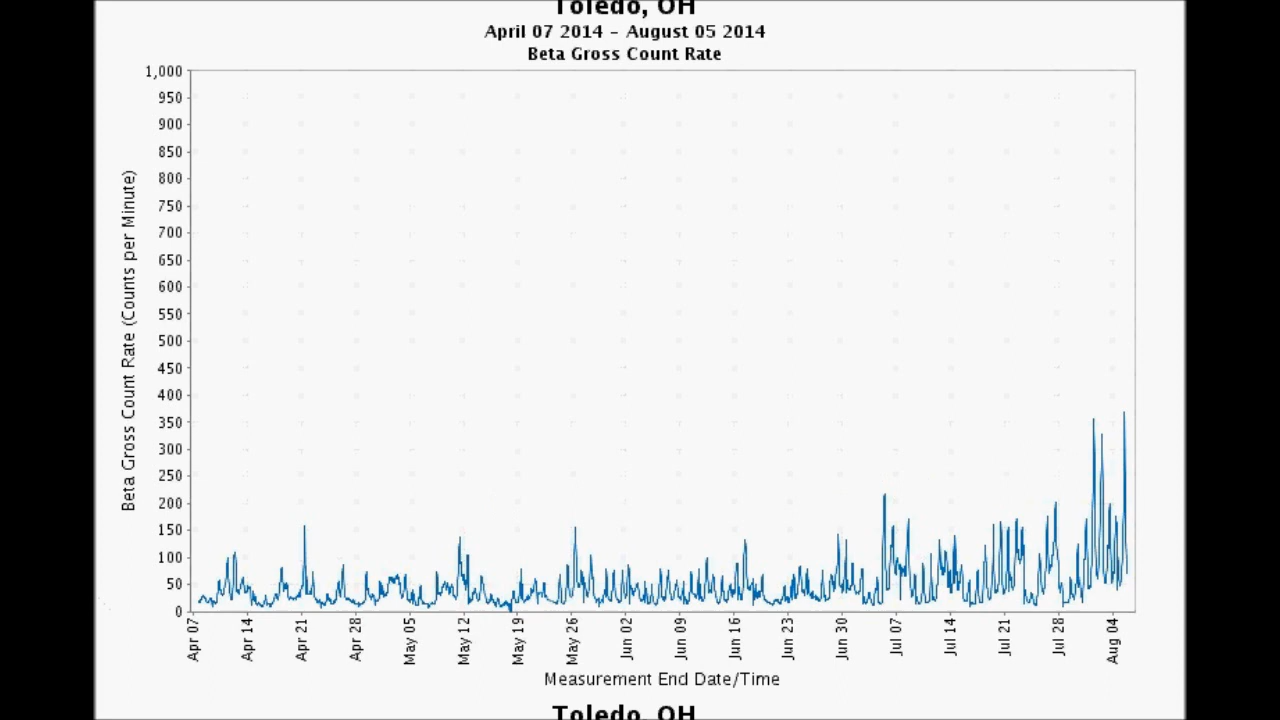 Toledo, OH
April 07 2014 - August 05 2014
Beta Gross Count Rate
Beta Gross Count Rate (Counts per Minute)
1,000
950
900
850
800
750
700
650
600
550
500
450
400
350
300
250
200
150
100
50
0
Apr 07
Apr 14
Apr 21
Apr 28
May 05
May 12
May 19
May 26
Jun 02
Jun 09
Jun 16
Jun 23
Jun 30
Jul 07
Jul 14
Jul 21
Jul 28
Aug 04
Measurement End Date/Time
Toledo, OH